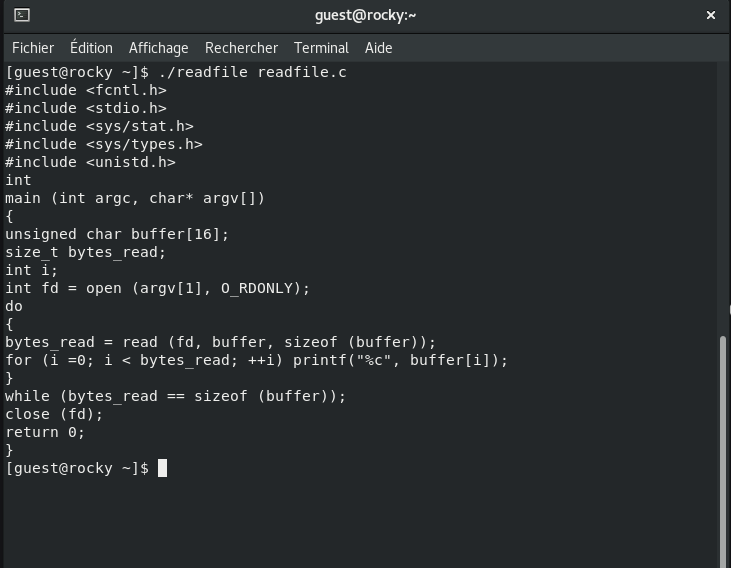 guest@rocky:~
Fichier Édition Affichage Rechercher Terminal Aide
[guest@rocky ~]$ ./readfile readfile.c
#include <fcntl.h>
#include <stdio.h>
#include <sys/stat.h>
#include <sys/types.h>
#include <unistd.h>
int
main (int argc, char* argv[])
{
unsigned char buffer[16];
size_t bytes_read;
int i;
int fd = open (argv[1], O_RDONLY);
do
{
bytes_read = read (fd, buffer, sizeof (buffer));
for (i =0; i < bytes_read; ++i) printf("%c", buffer[i]);
}
while (bytes_read == sizeof (buffer));
close (fd);
return 0;
}
[guest@rocky ~]$